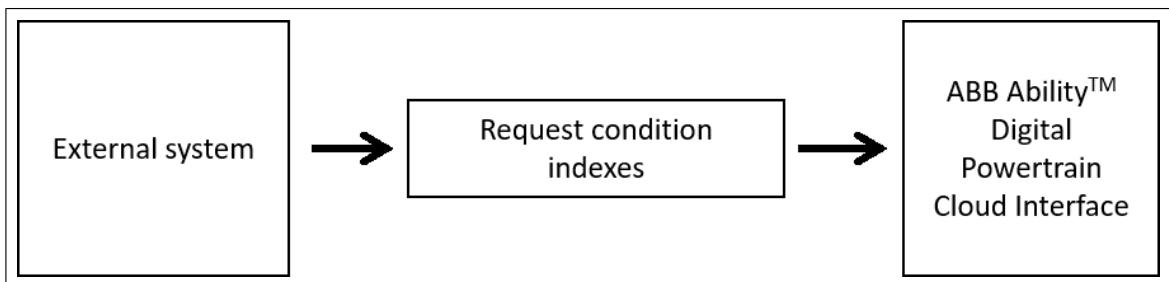 External system
Request condition
indexes
ABB Ability™
Digital
Powertrain
Cloud Interface